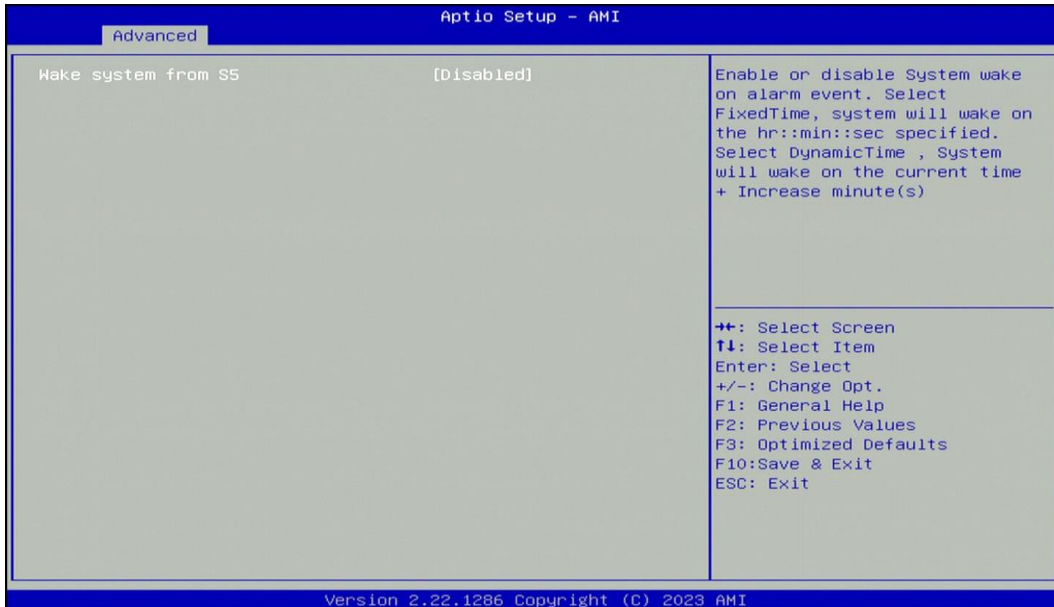 Aptio Setup – AMI
Advanced
Wake system from S5 [Disabled]
Enable or disable System wake
on alarm event. Select
FixedTime, system will wake on
the hr::min::sec specified.
Select DynamicTime , System
will wake on the current time
+ Increase minute(s)
→←: Select Screen
↑↓: Select Item
Enter: Select
+/-: Change Opt.
F1: General Help
F2: Previous Values
F3: Optimized Defaults
F10:Save & Exit
ESC: Exit
Version 2.22.1286 Copyright (C) 2023 AMI